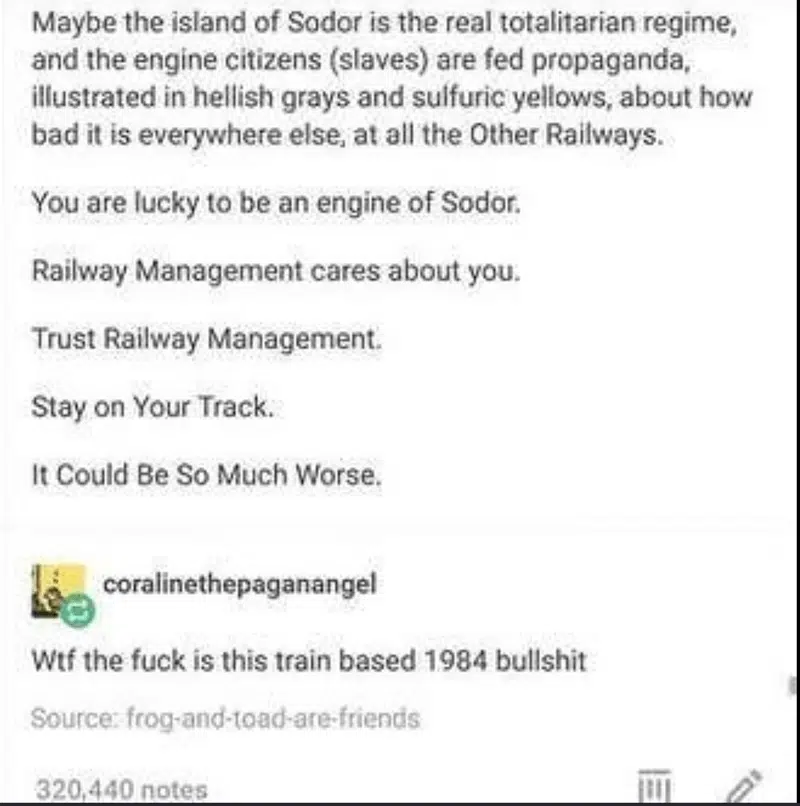 Maybe the island of Sodor is the real totalitarian regime,
and the engine citizens (slaves) are fed propaganda,
illustrated in hellish grays and sulfuric yellows, about how
bad it is everywhere else, at all the Other Railways.
You are lucky to be an engine of Sodor.
Railway Management cares about you.
Trust Railway Management.
Stay on Your Track.
It Could Be So Much Worse.
coralinethepaganangel
Wtf the fuck is this train based 1984 bullshit
Source: frog-and-toad-are-friends
320,440 notes